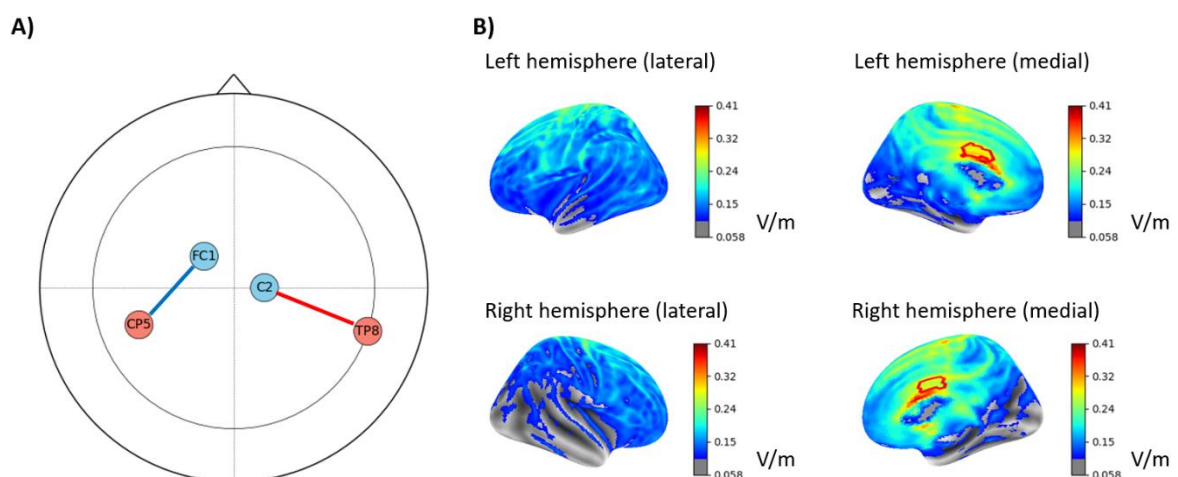 A)
B)
FC1
C2
CP5
TP8
Left hemisphere (lateral)
0.41
0.32
0.24
0.15
0.058
V/m
Left hemisphere (medial)
0.41
0.32
0.24
0.15
0.058
V/m
Right hemisphere (lateral)
0.41
0.32
0.24
0.15
0.058
V/m
Right hemisphere (medial)
0.41
0.32
0.24
0.15
0.058
V/m